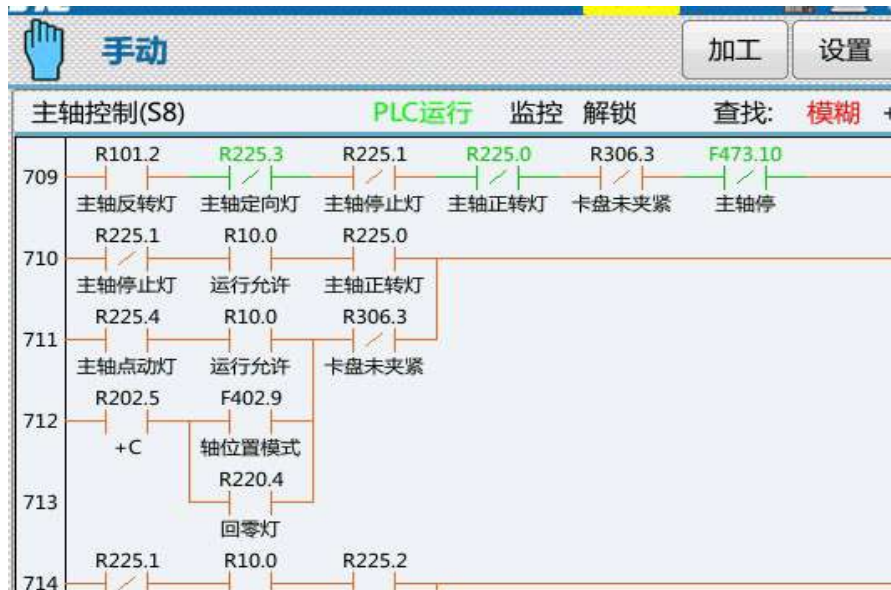 手动 加工 设置
主轴控制(S8) PLC运行 监控 解锁 查找: 模糊
R101.2 R225.3 R225.1 R225.0 R306.3 F473.10
709
主轴反转灯 主轴定向灯 主轴停止灯 主轴正转灯 卡盘未夹紧 主轴停
R225.1 R10.0 R225.0
710
主轴停止灯 运行允许 主轴正转灯
R225.4 R10.0 R306.3
711
主轴点动灯 运行允许 卡盘未夹紧
R202.5 F402.9
712
+C 轴位置模式
R220.4
713
回零灯
R225.1 R10.0 R225.2
714